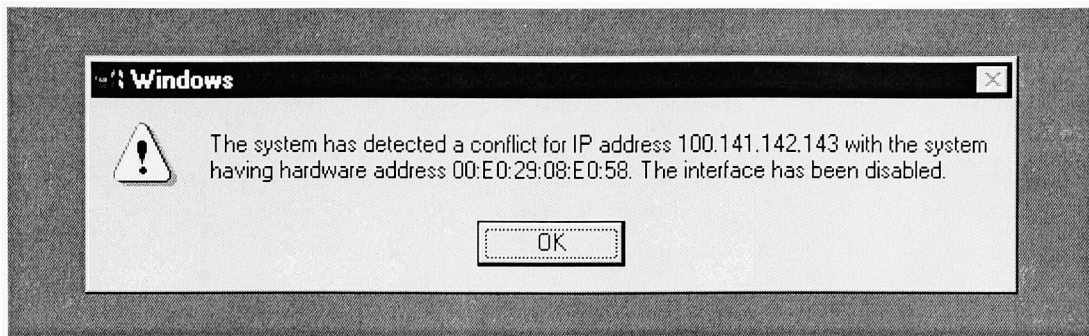 Windows
The system has detected a conflict for IP address 100.141.142.143 with the system
having hardware address 00:E0:29:08:E0:58. The interface has been disabled.
OK